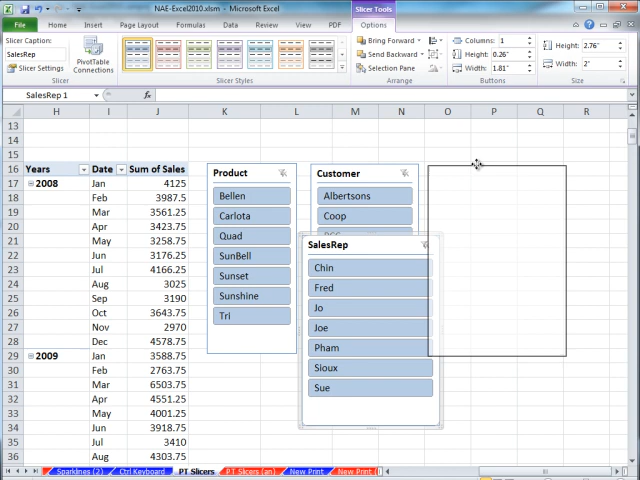 NAE-Excel2010.xlsm - Microsoft Excel
Slicer Tools
File Home Insert Page Layout Formulas Data Review View PDF Options
Slicer Caption:
SalesRep
Slicer Settings
Slicer
PivotTable
Connections
Slicer Styles
Bring Forward
Send Backward
Selection Pane
Arrange
Columns: 1
Height: 0.26"
Width: 1.81"
Buttons
Height: 2.76"
Width: 2"
Size
SalesRep 1
fx
H I J K L M N O P Q R
13
14
15
16 Years Date Sum of Sales
17 2008 Jan 4125
18 Feb 3987.5
19 Mar 3561.25
20 Apr 3423.75
21 May 3258.75
22 Jun 3176.25
23 Jul 4166.25
24 Aug 3025
25 Sep 3190
26 Oct 3643.75
27 Nov 2970
28 Dec 4578.75
29 2009 Jan 3588.75
30 Feb 2763.75
31 Mar 6503.75
32 Apr 4551.25
33 May 4001.25
34 Jun 3918.75
35 Jul 3410
36 Aug 4303.75
Product
Bellen
Carlota
Quad
SunBell
Sunset
Sunshine
Tri
Customer
Albertsons
Coop
SalesRep
Chin
Fred
Jo
Joe
Pham
Sioux
Sue
Sparklines (2) Ctrl Keyboard PT Slicers PT Slicers (an) New Print New Print (